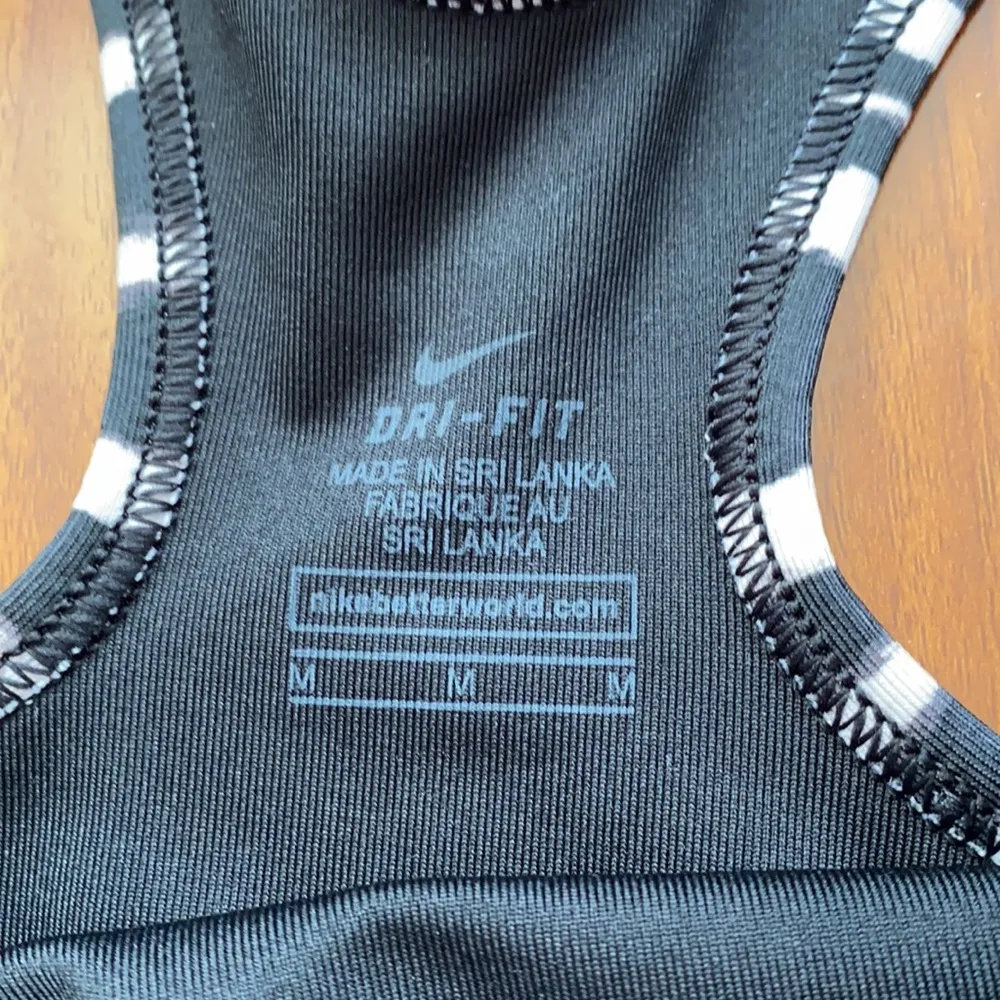 DRI-FIT
MADE IN SRI LANKA
FABRIQUE AU
SRI LANKA
nikebetterworld.com
M M M